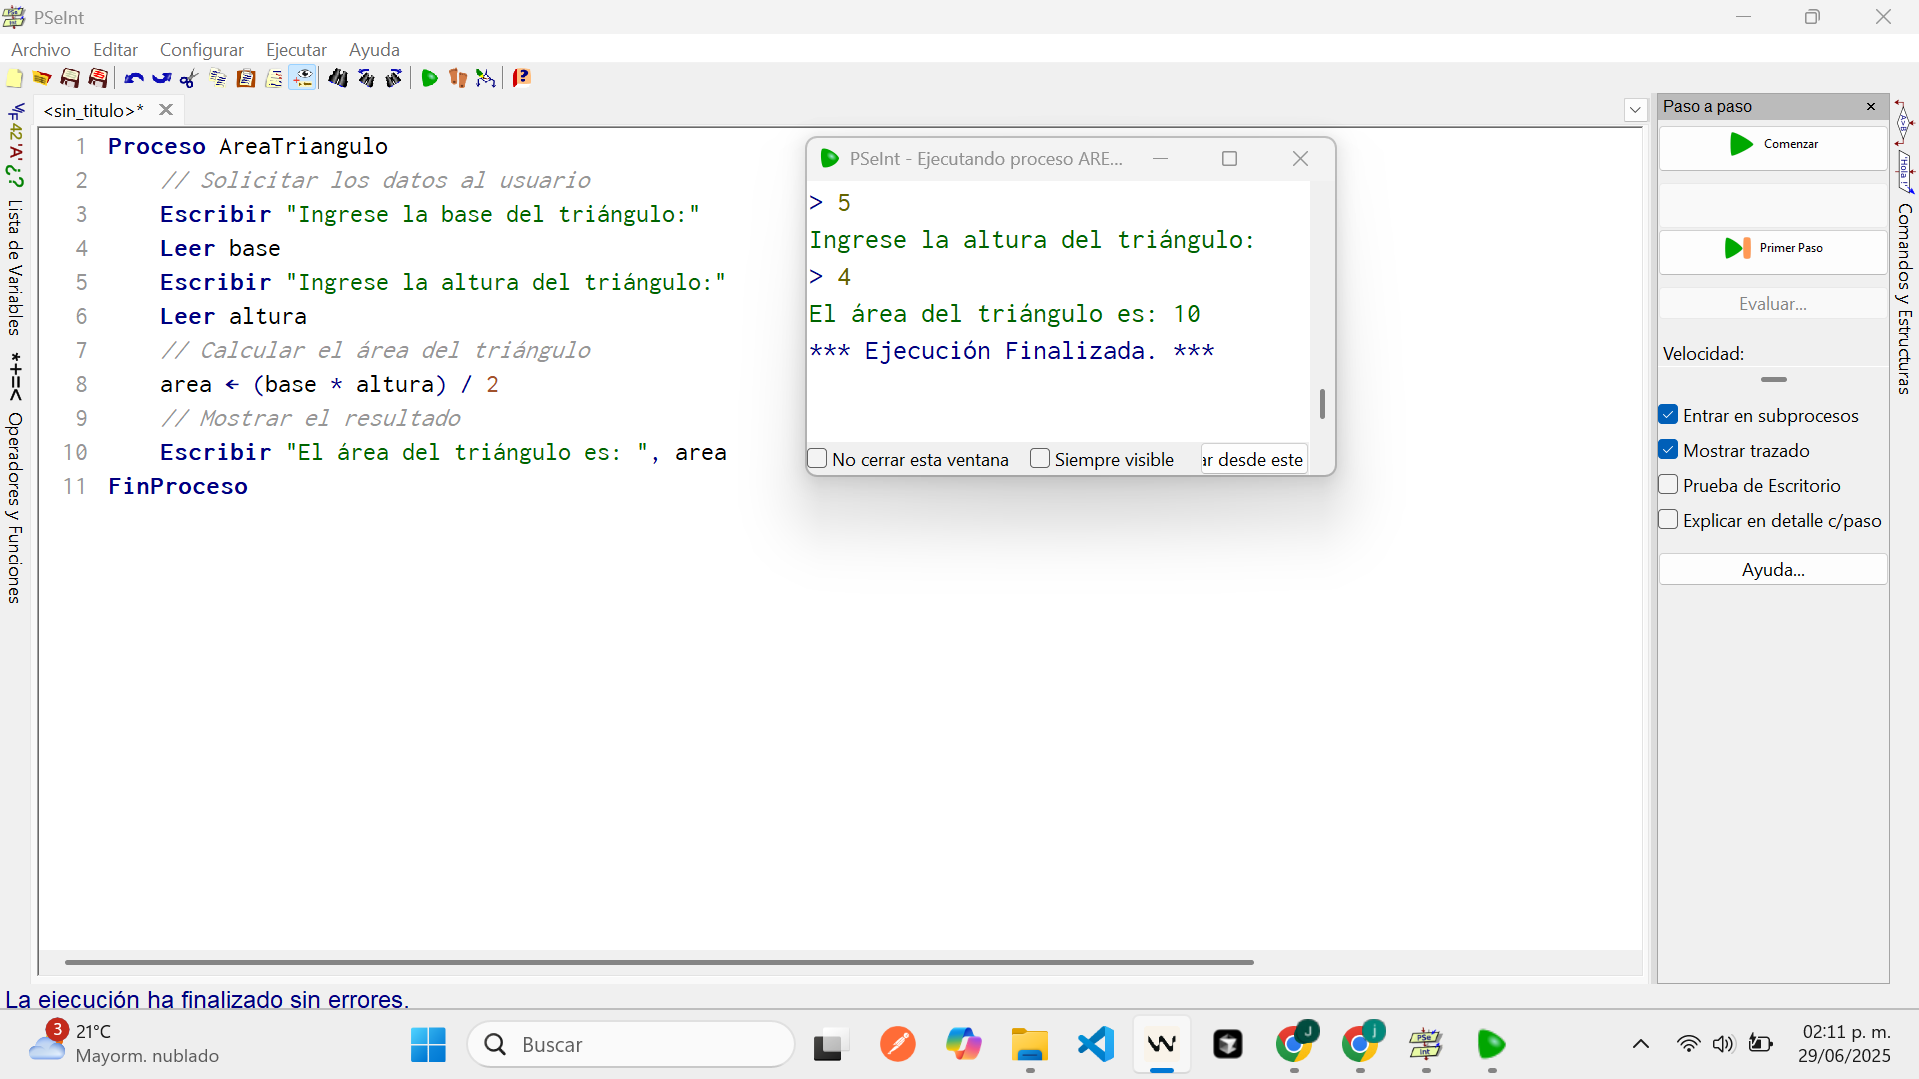 PSeInt
Archivo Editar Configurar Ejecutar Ayuda
<sin_titulo>*
1 Proceso AreaTriangulo
2 // Solicitar los datos al usuario
3 Escribir "Ingrese la base del triángulo:"
4 Leer base
5 Escribir "Ingrese la altura del triángulo:"
6 Leer altura
7 // Calcular el área del triángulo
8 area ← (base * altura) / 2
9 // Mostrar el resultado
10 Escribir "El área del triángulo es: ", area
11 FinProceso
PSeInt - Ejecutando proceso ARE...
> 5
Ingrese la altura del triángulo:
> 4
El área del triángulo es: 10
*** Ejecución Finalizada. ***
No cerrar esta ventana
Siempre visible
ar desde este
Lista de Variables
*+=<
Operadores y Funciones
Paso a paso
Comenzar
Primer Paso
Evaluar...
Velocidad:
Entrar en subprocesos
Mostrar trazado
Prueba de Escritorio
Explicar en detalle c/paso
Ayuda...
Comandos y Estructuras
La ejecución ha finalizado sin errores.
3
21°C
Mayorm. nublado
Buscar
02:11 p. m.
29/06/2025